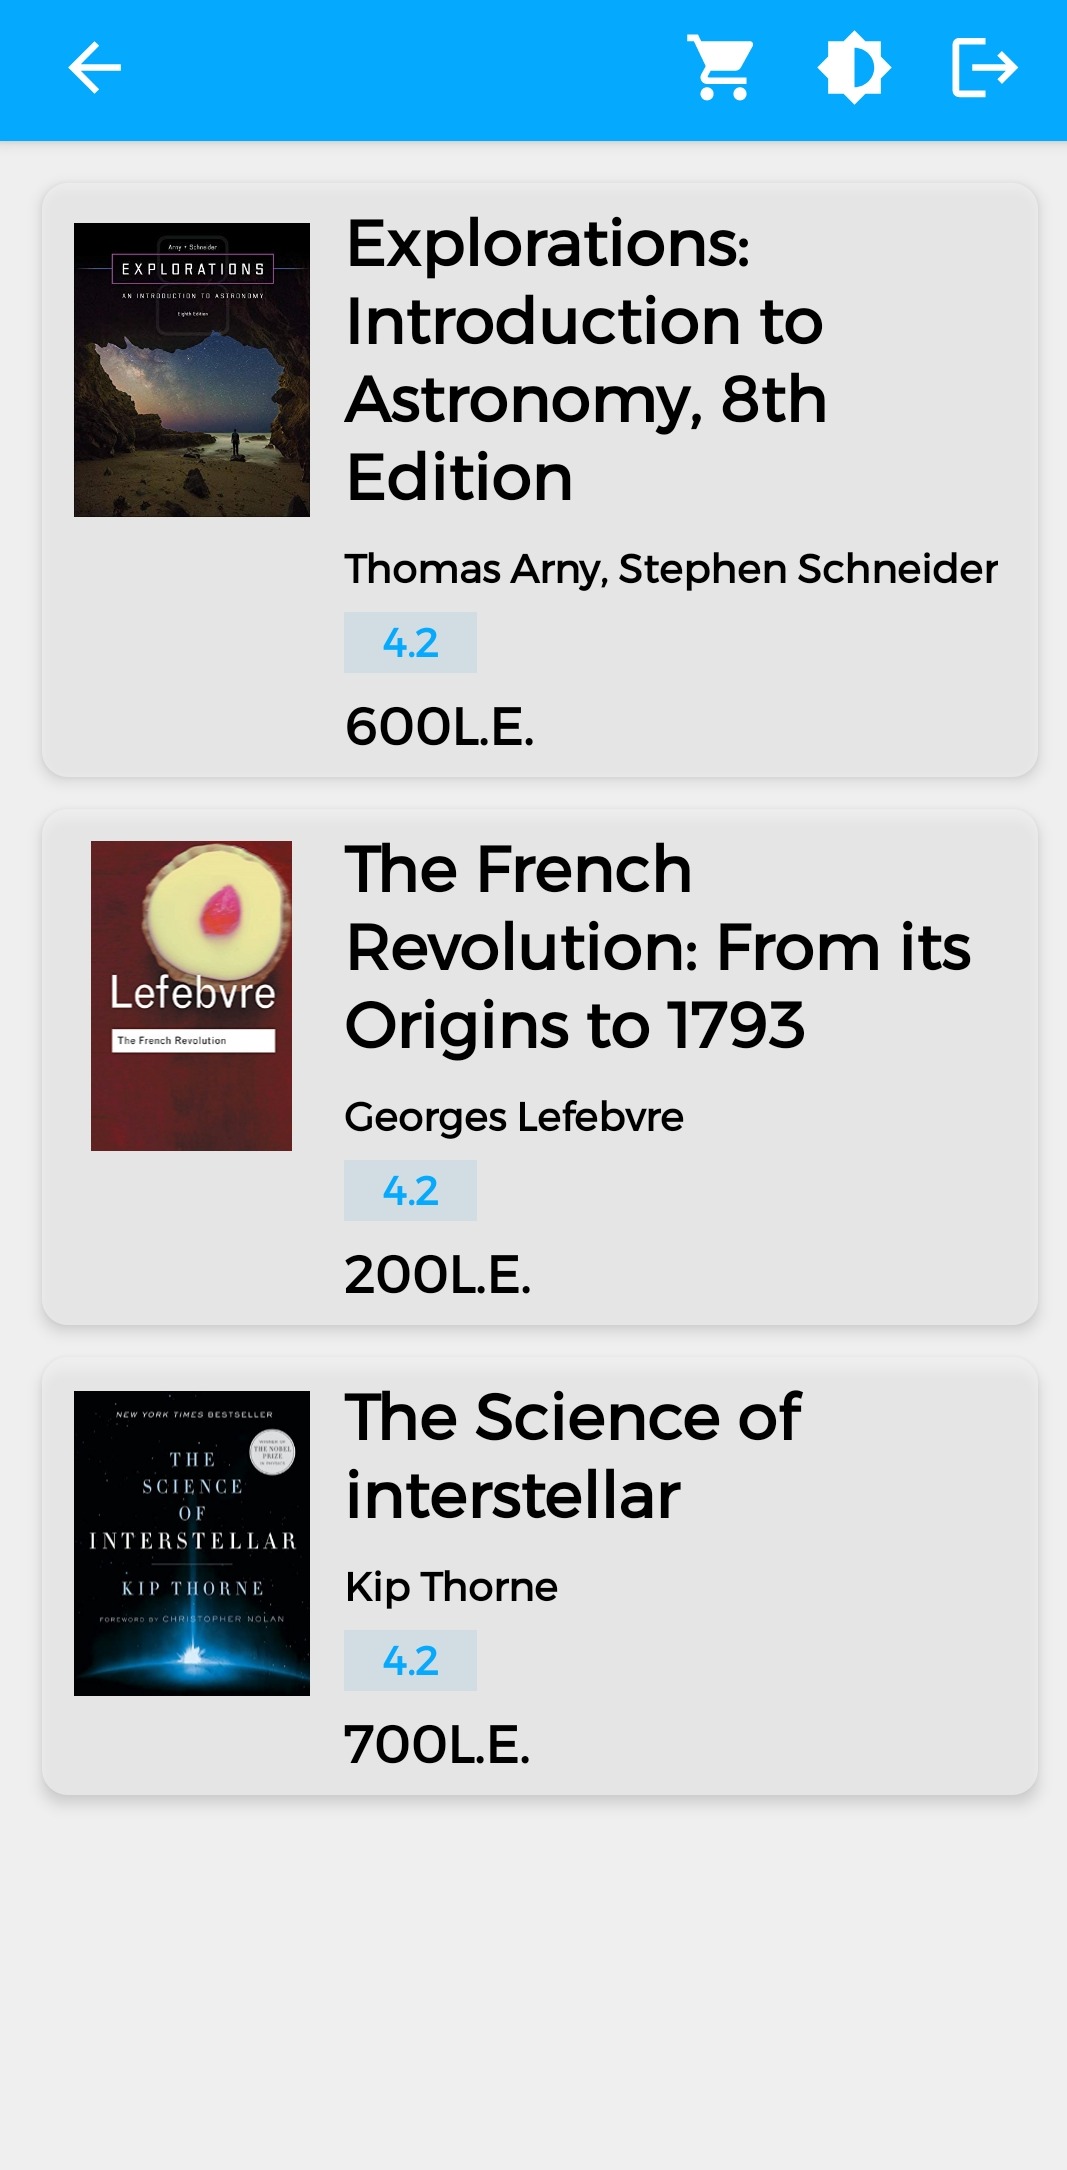 Arny • Schneider
EXPLORATIONS
AN INTRODUCTION TO ASTRONOMY
Eighth Edition
Explorations:
Introduction to
Astronomy, 8th
Edition
Thomas Arny, Stephen Schneider
4.2
600L.E.
Lefebvre
The French Revolution
The French
Revolution: From its
Origins to 1793
Georges Lefebvre
4.2
200L.E.
NEW YORK TIMES BESTSELLER
WINNER OF
THE NOBEL
PRIZE
IN PHYSICS
THE
SCIENCE
OF
INTERSTELLAR
KIP THORNE
FOREWORD BY CHRISTOPHER NOLAN
The Science of
interstellar
Kip Thorne
4.2
700L.E.